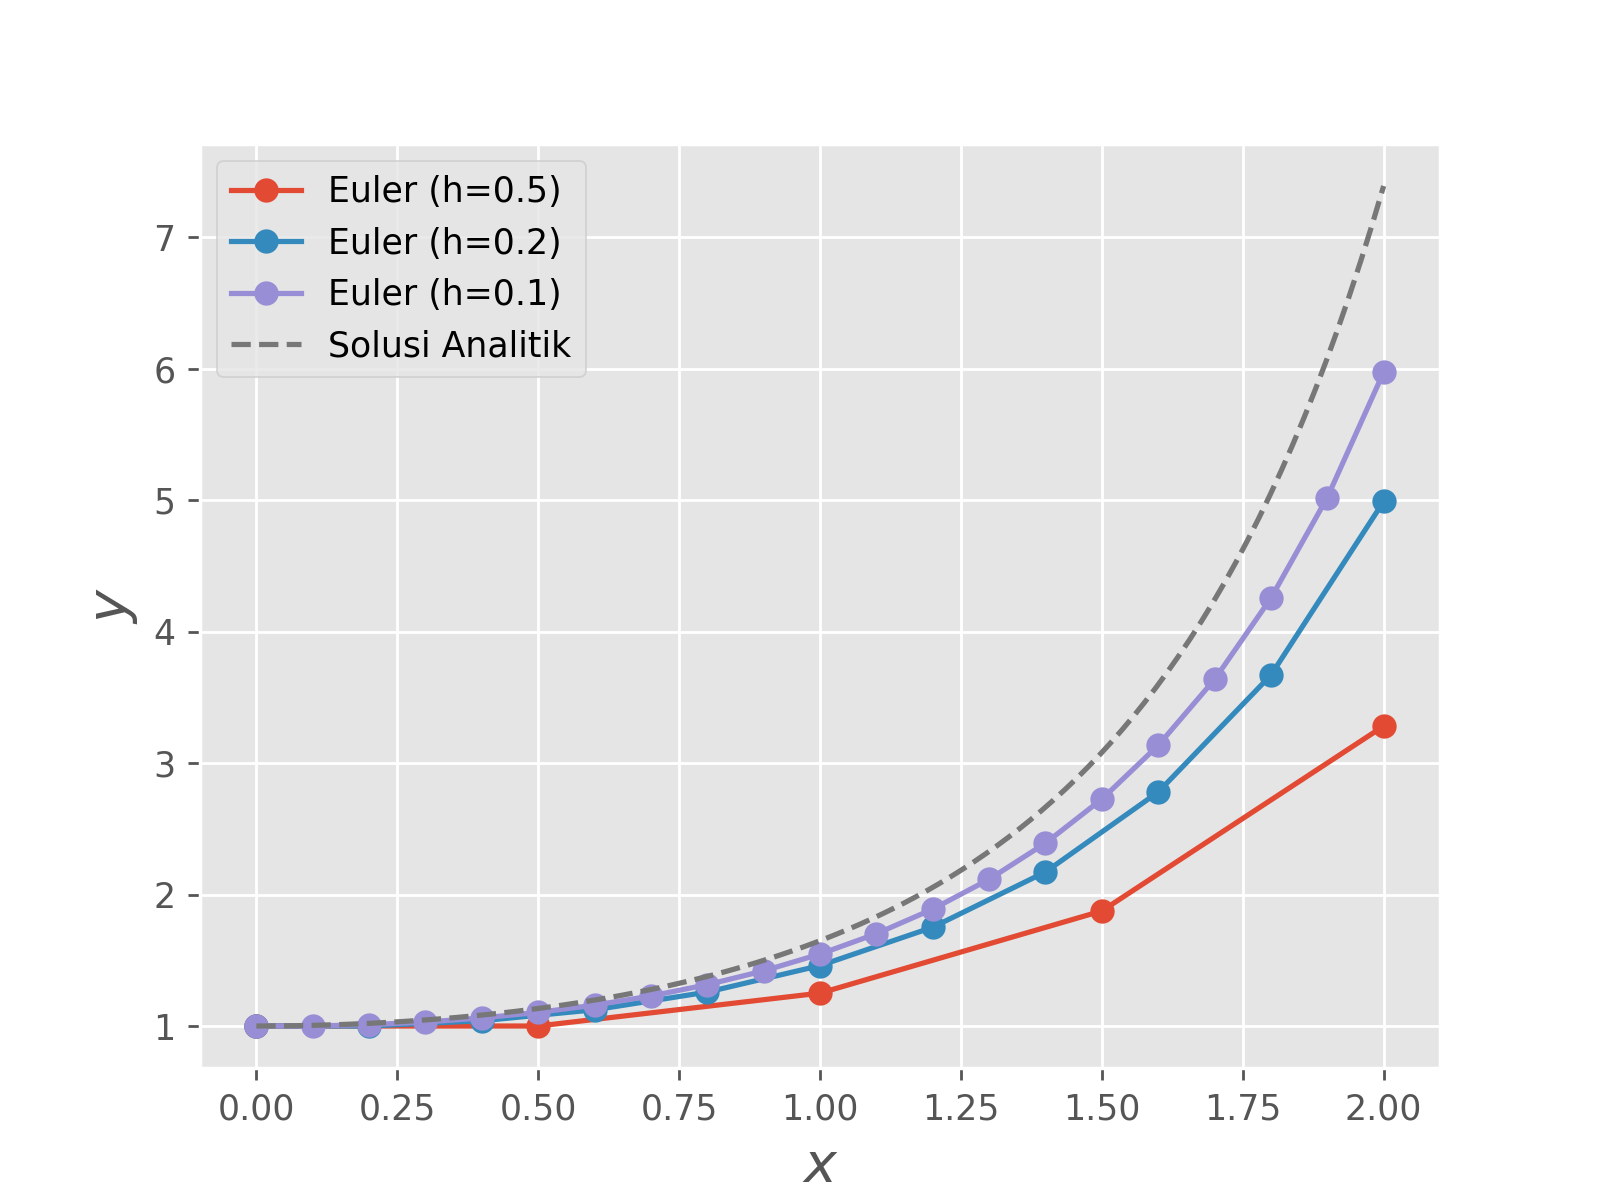 Euler (h=0.5)
Euler (h=0.2)
Euler (h=0.1)
Solusi Analitik
7
6
5
4
3
2
1
y
0.00 0.25 0.50 0.75 1.00 1.25 1.50 1.75 2.00
x